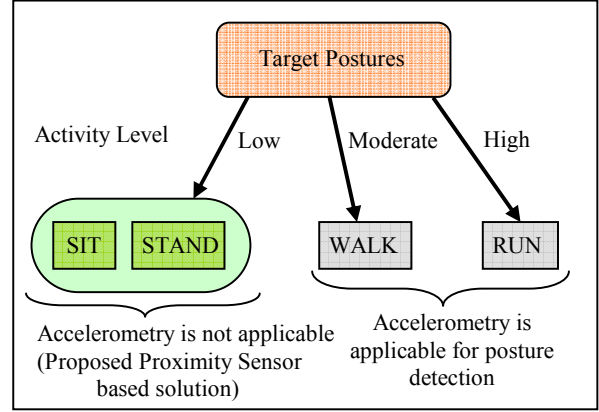 Target Postures
Activity Level
Low
Moderate
High
SIT
STAND
WALK
RUN
Accelerometry is not applicable
(Proposed Proximity Sensor
based solution)
Accelerometry is
applicable for posture
detection